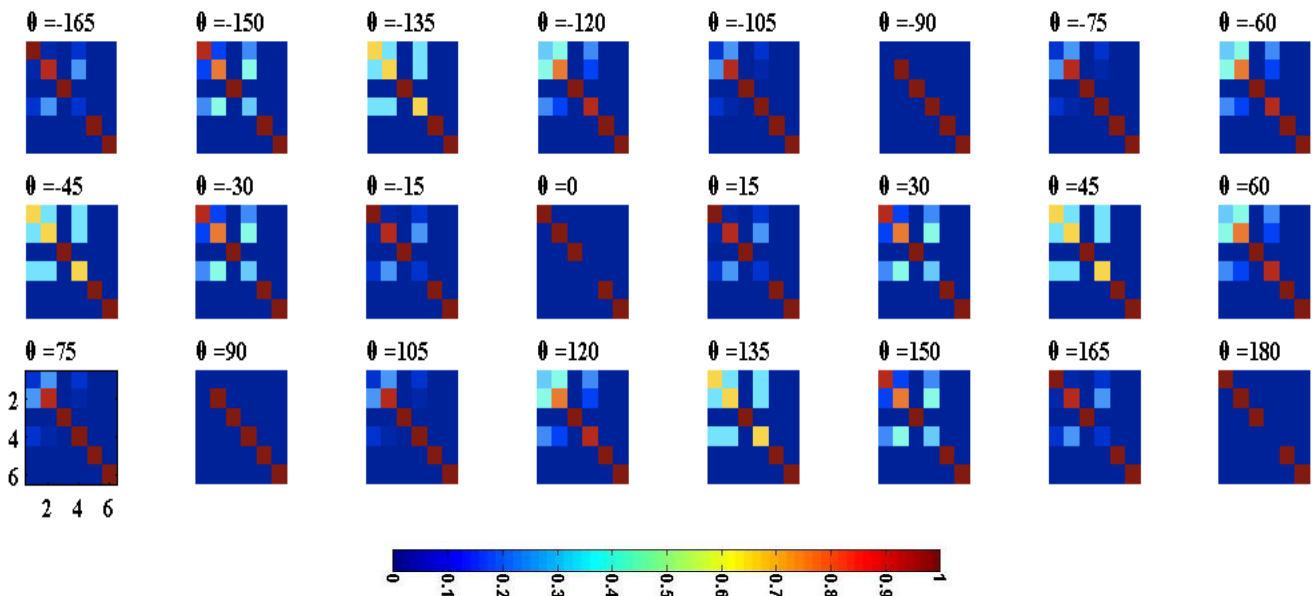 θ =-165 θ =-150 θ =-135 θ =-120 θ =-105 θ =-90 θ =-75 θ =-60
θ =-45 θ =-30 θ =-15 θ =0 θ =15 θ =30 θ =45 θ =60
θ =75 θ =90 θ =105 θ =120 θ =135 θ =150 θ =165 θ =180
2
4
6
2 4 6
0 0.1 0.2 0.3 0.4 0.5 0.6 0.7 0.8 0.9 1